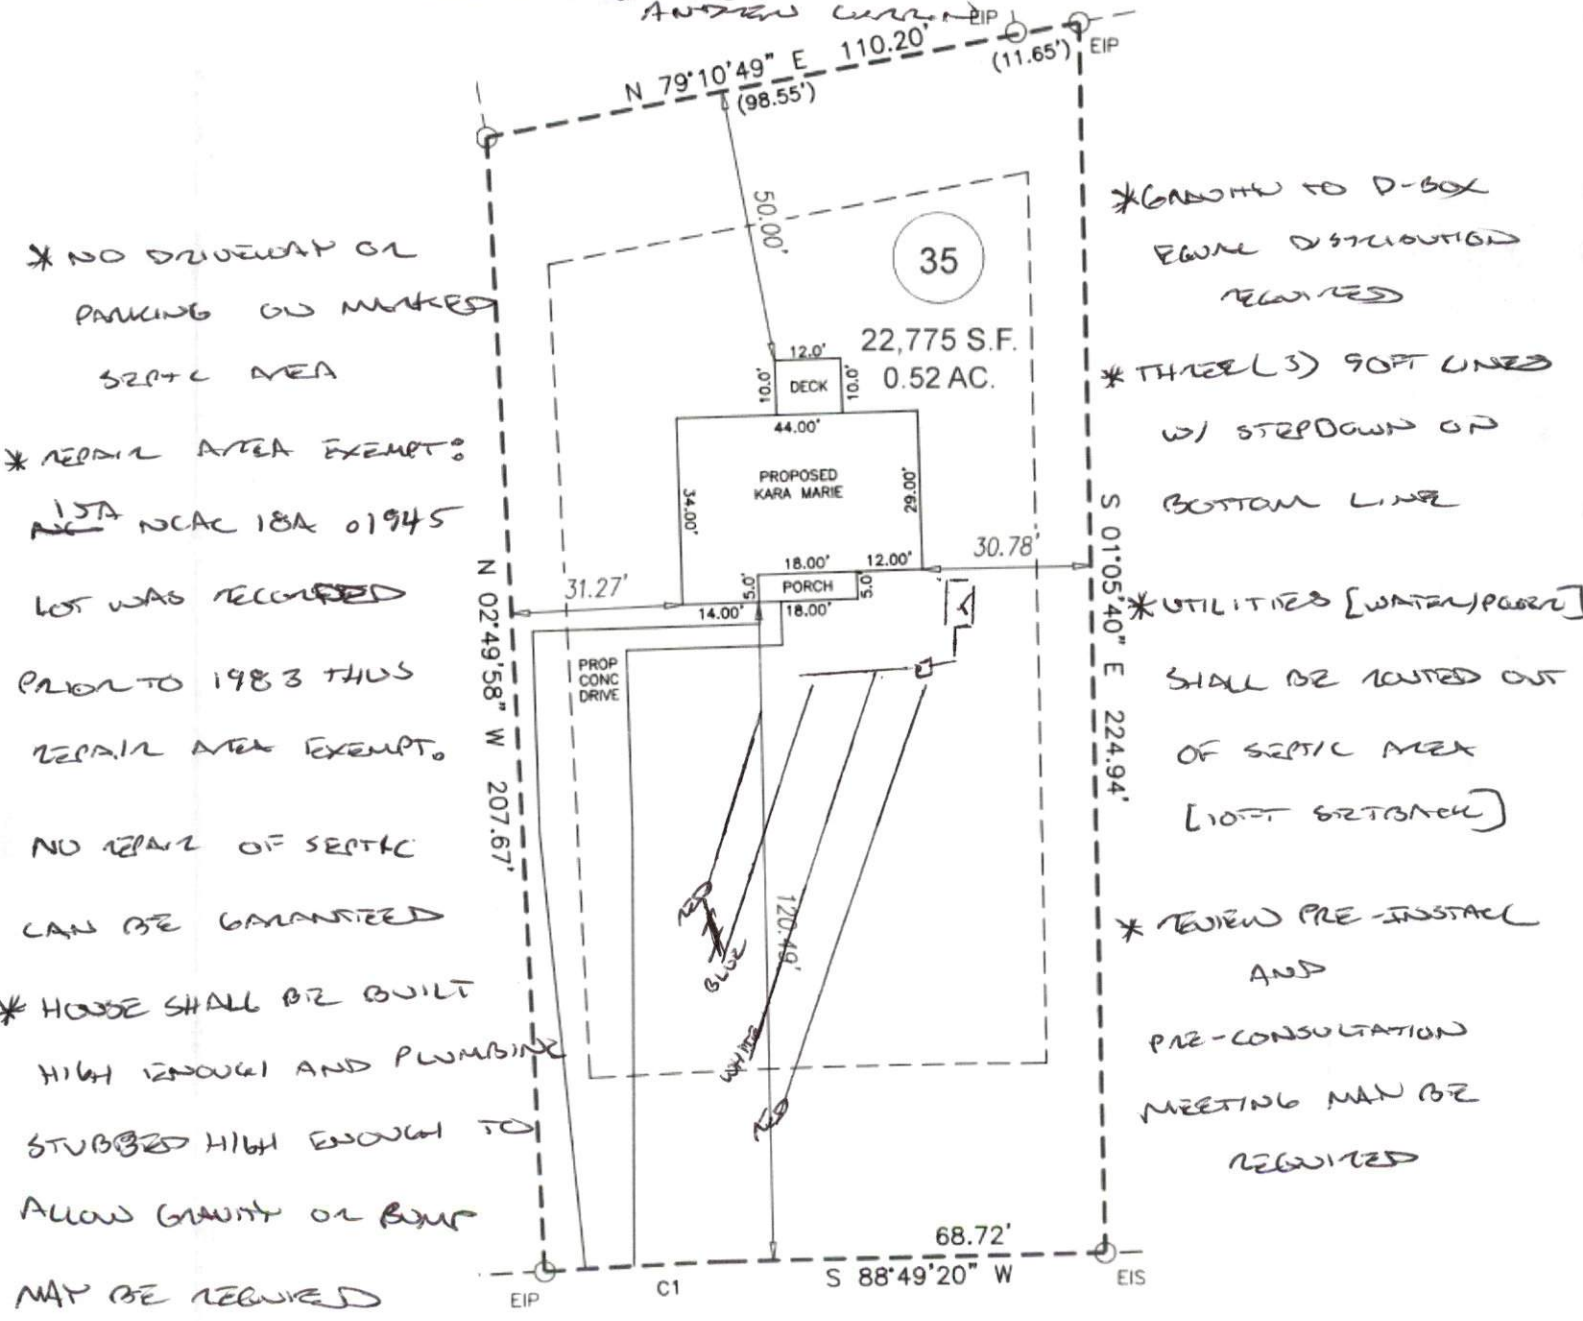 ANDREW CURRIN
EIP
N 79°10'49" E 110.20'
(98.55')
(11.65')
EIP
* NO DRIVEWAY OR
PARKING ON MARKED
SEPTIC AREA
* REPAIR AREA EXEMPT:
15A NCAC 18A .01945
LOT WAS RECORDED
PRIOR TO 1983 THUS
REPAIR AREA EXEMPT.
NO REPAIR OF SEPTIC
CAN BE GARANTEED
* HOUSE SHALL BE BUILT
HIGH ENOUGH AND PLUMBING
STUBBED HIGH ENOUGH TO
ALLOW GRAVITY OR PUMP
MAY BE REQUIRED
N 02°49'58" W 207.67'
50.00'
35
22,775 S.F.
0.52 AC.
12.0'
10.0'
DECK
10.0'
44.00'
PROPOSED
KARA MARIE
34.00'
29.00'
18.00'
12.00'
30.78'
31.27'
5.0'
PORCH
5.0'
14.00'
18.00'
PROP
CONC
DRIVE
RED
BLUE
WHITE
RED
120.49'
68.72'
S 88°49'20" W
C1
EIP
EIS
S 01°05'40" E 224.94'
* GRAVITY TO D-BOX
EQUAL DISTRIBUTION
REQUIRED
* THREE (3) 90FT LINES
W/ STEPDOWN ON
BOTTOM LINE
* UTILITIES [WATER/POWER]
SHALL BE ROUTED OUT
OF SEPTIC AREA
[10FT SETBACK]
* REVIEW PRE-INSTALL
AND
PRE-CONSULTATION
MEETING MAY BE
REQUIRED